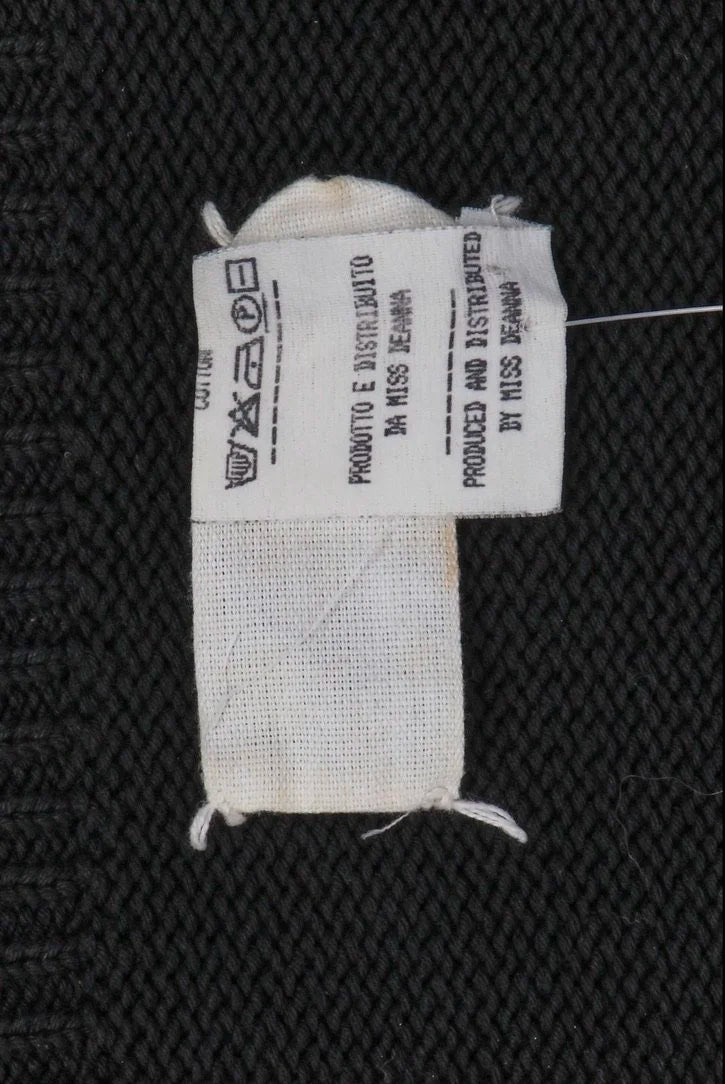 COTTON
PRODOTTO E DISTRIBUITO
DA MISS DEANNA
PRODUCED AND DISTRIBUTED
BY MISS DEANNA